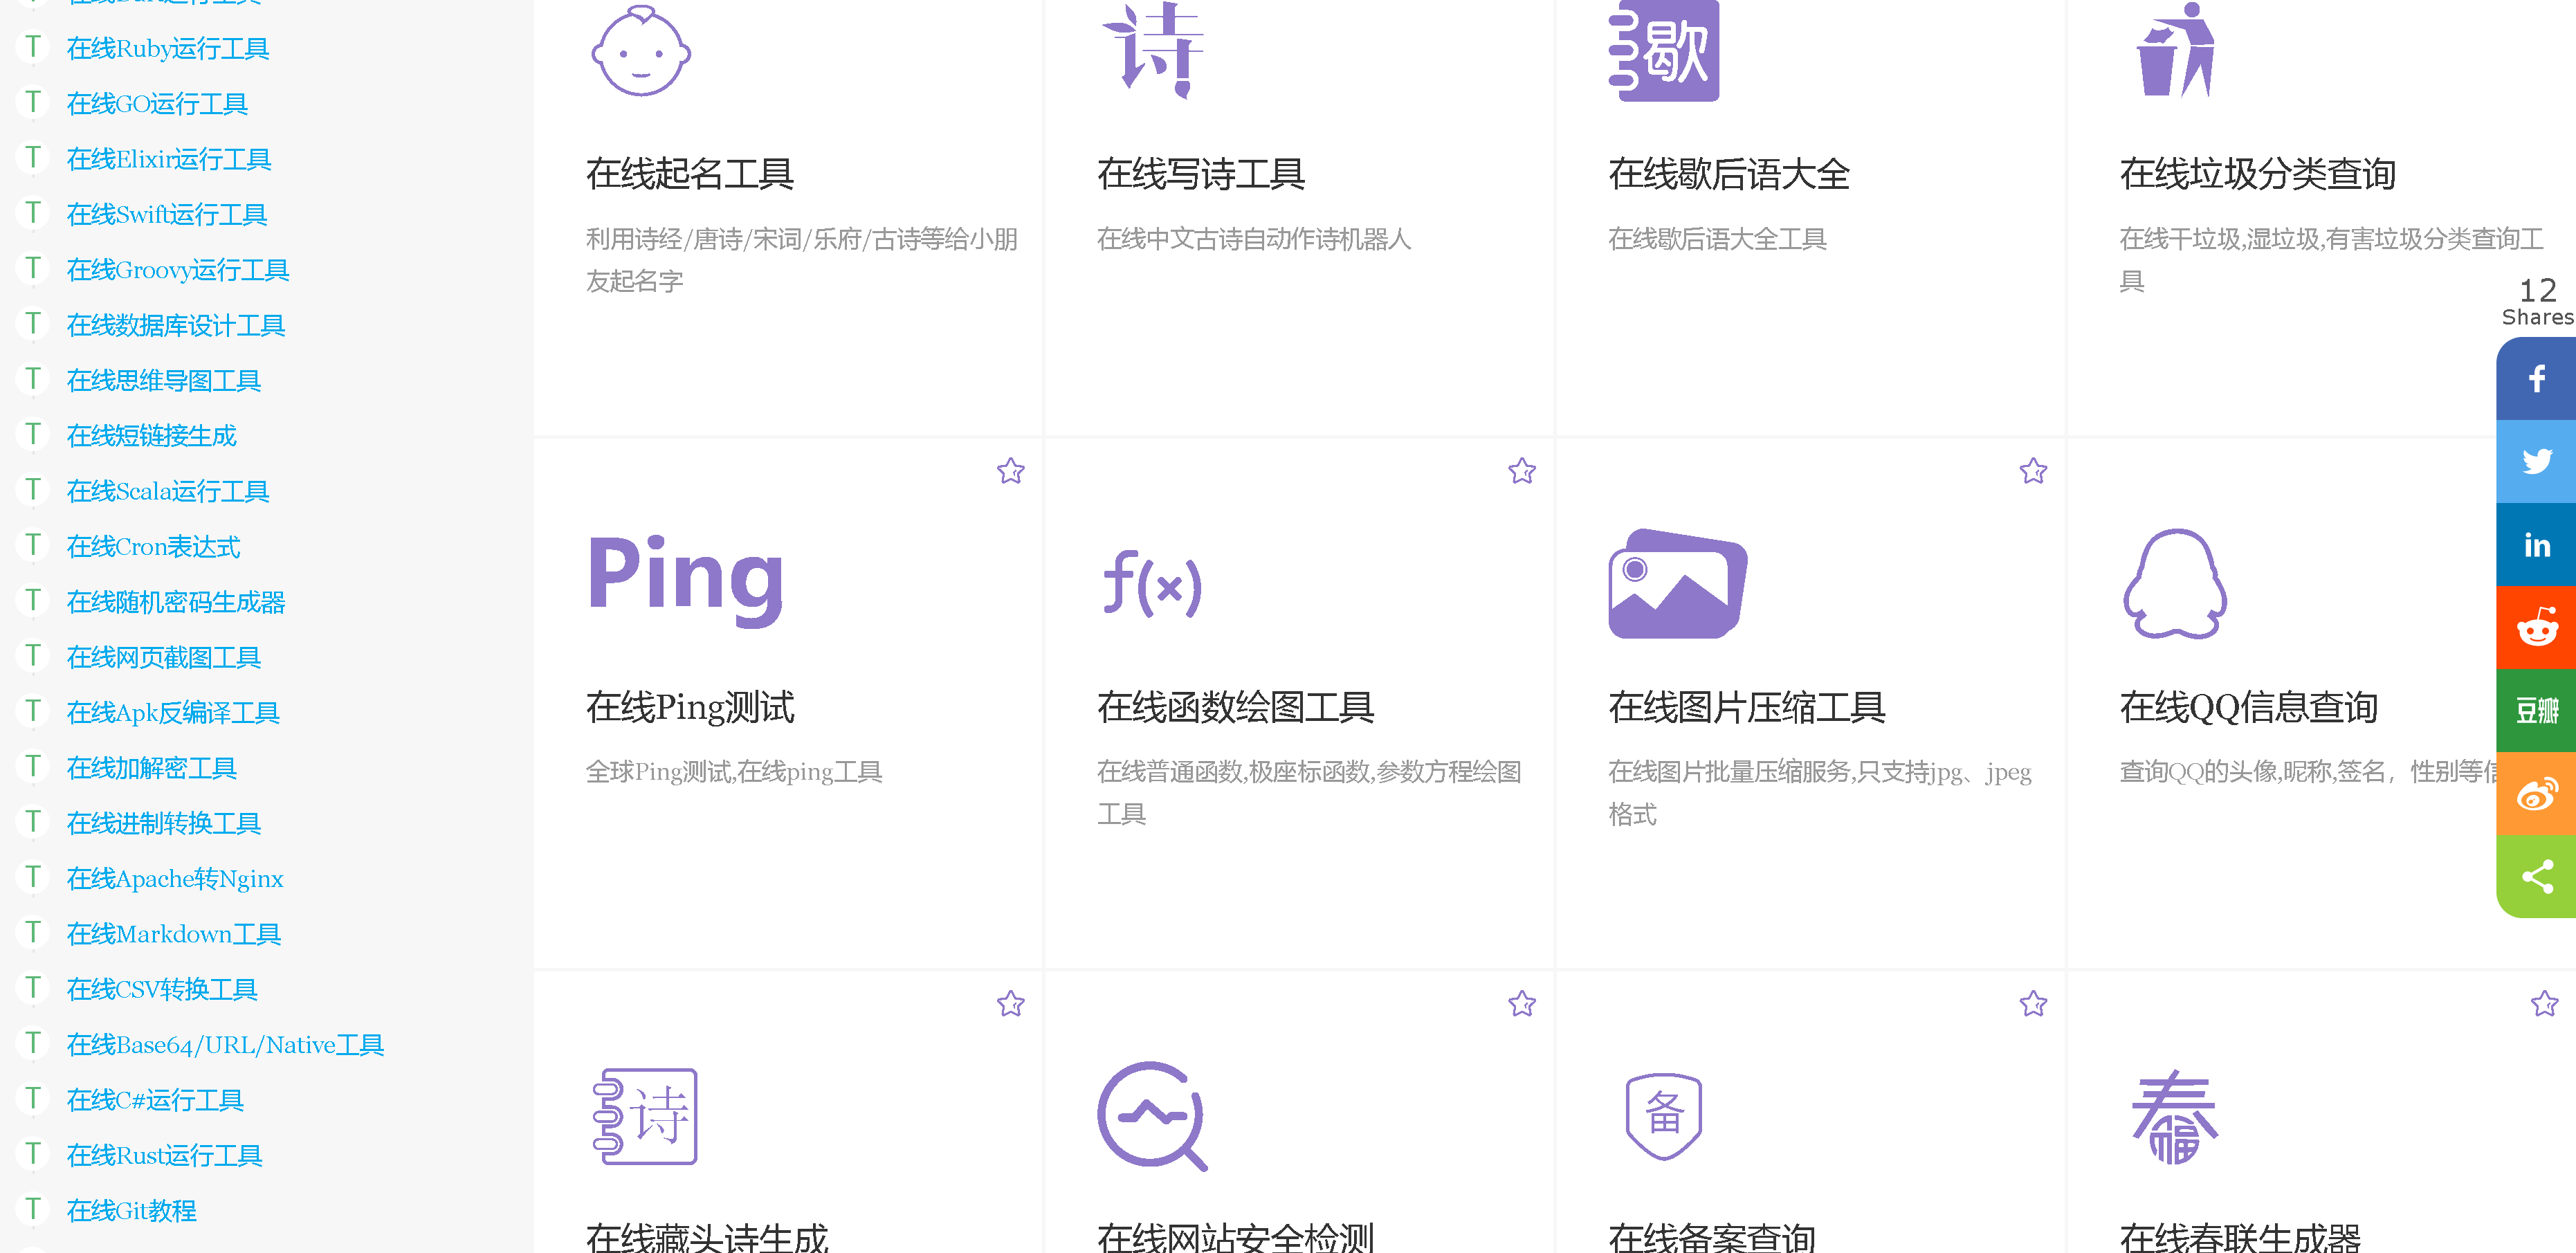 在线Ruby运行工具
在线GO运行工具
在线Elixir运行工具
在线Swift运行工具
在线Groovy运行工具
在线数据库设计工具
在线思维导图工具
在线短链接生成
在线Scala运行工具
在线Cron表达式
在线随机密码生成器
在线网页截图工具
在线Apk反编译工具
在线加解密工具
在线进制转换工具
在线Apache转Nginx
在线Markdown工具
在线CSV转换工具
在线Base64/URL/Native工具
在线C#运行工具
在线Rust运行工具
在线Git教程
诗
歇
在线起名工具
利用诗经/唐诗/宋词/乐府/古诗等给小朋
友起名字
在线写诗工具
在线中文古诗自动作诗机器人
在线歇后语大全
在线歇后语大全工具
在线垃圾分类查询
在线干垃圾,湿垃圾,有害垃圾分类查询工
具
Ping
在线Ping测试
全球Ping测试,在线ping工具
f(x)
在线函数绘图工具
在线普通函数,极座标函数,参数方程绘图
工具
在线图片压缩工具
在线图片批量压缩服务,只支持jpg、jpeg
格式
在线QQ信息查询
查询QQ的头像,昵称,签名，性别等信
诗
在线藏头诗生成
在线网站安全检测
备
在线备案查询
春
福
在线春联生成器
12
Shares
f
in
豆瓣